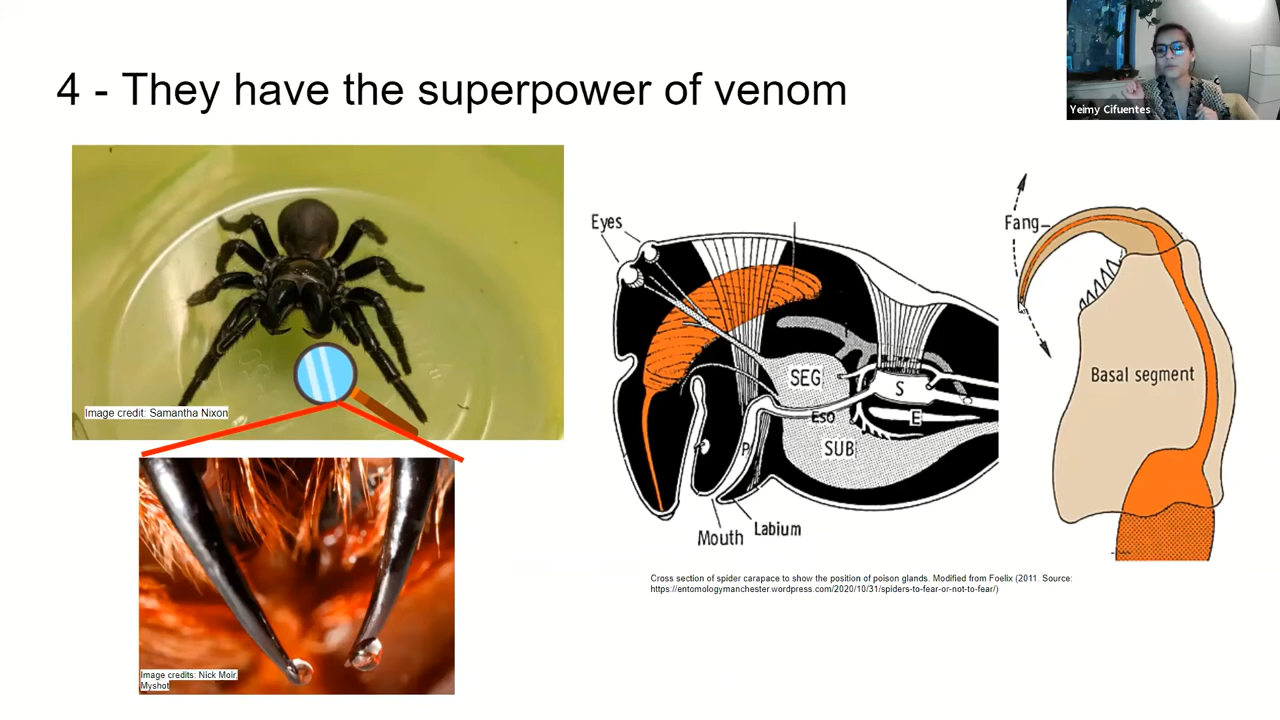 4 - They have the superpower of venom
Yeimy Cifuentes
Image credit: Samantha Nixon
Image credits: Nick Moir,
Myshot
Eyes
SEG
S
Eso
E
P
SUB
Mouth
Labium
Fang
Basal segment
Cross section of spider carapace to show the position of poison glands. Modified from Foelix (2011. Source:
https://entomologymanchester.wordpress.com/2020/10/31/spiders-to-fear-or-not-to-fear/)